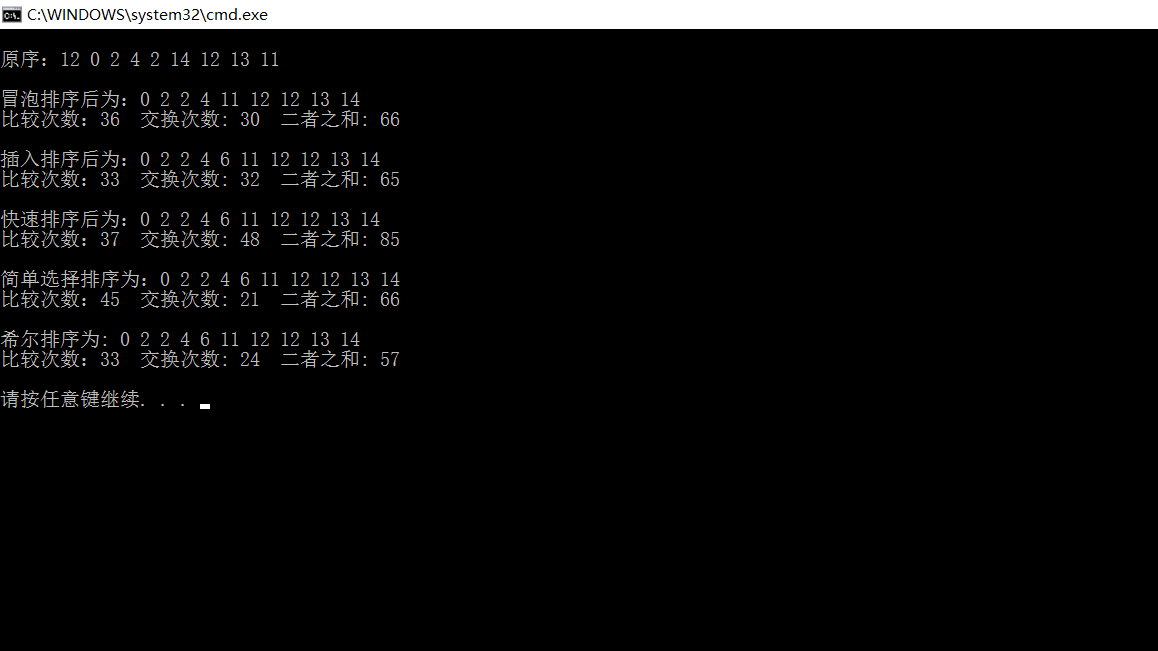 C:\WINDOWS\system32\cmd.exe
原序：12 0 2 4 2 14 12 13 11
冒泡排序后为：0 2 2 4 11 12 12 13 14
比较次数：36  交换次数: 30  二者之和: 66
插入排序后为：0 2 2 4 6 11 12 12 13 14
比较次数：33  交换次数: 32  二者之和: 65
快速排序后为：0 2 2 4 6 11 12 12 13 14
比较次数：37  交换次数: 48  二者之和: 85
简单选择排序为：0 2 2 4 6 11 12 12 13 14
比较次数：45  交换次数: 21  二者之和: 66
希尔排序为: 0 2 2 4 6 11 12 12 13 14
比较次数：33  交换次数: 24  二者之和: 57
请按任意键继续. . .